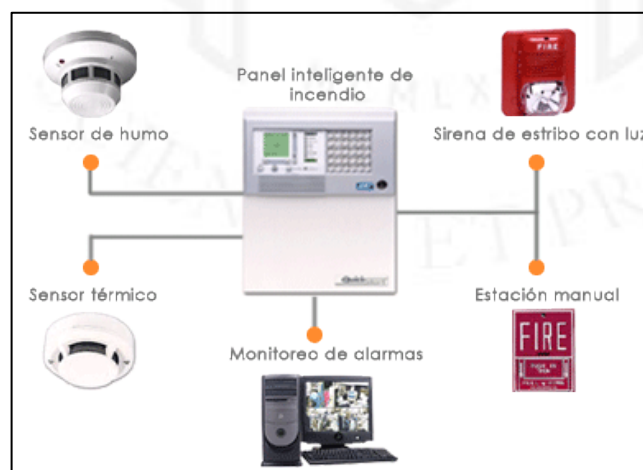 Panel inteligente de
incendio
FIRE
Sensor de humo
Sirena de estribo con luz
Sensor térmico
Estación manual
FIRE
Monitoreo de alarmas